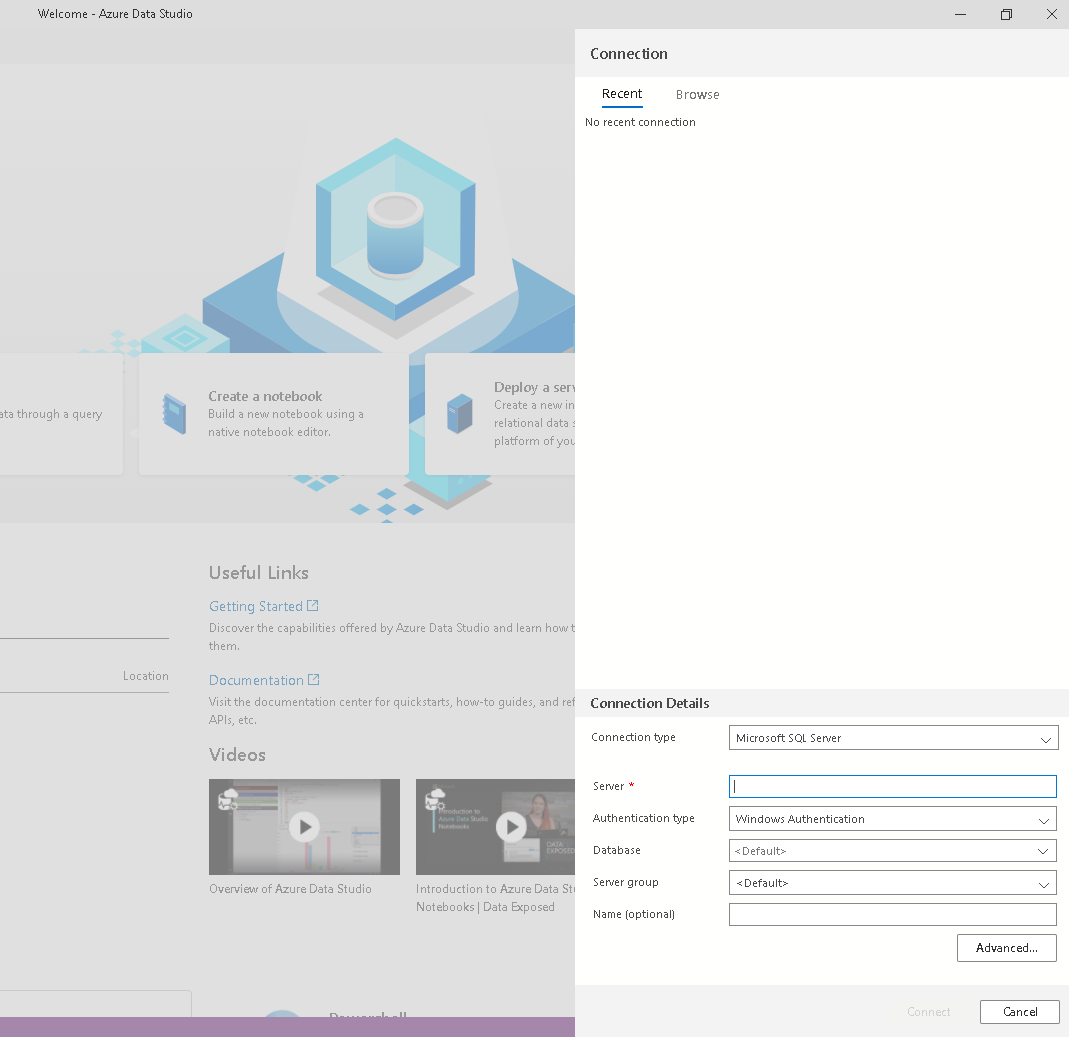 Welcome - Azure Data Studio
Connection
Recent
Browse
No recent connection
ata through a query
Create a notebook
Build a new notebook using a
native notebook editor.
Deploy a serv
Create a new in
relational data s
platform of you
Useful Links
Getting Started
Discover the capabilities offered by Azure Data Studio and learn how t
them.
Location
Documentation
Visit the documentation center for quickstarts, how-to guides, and ref
APIs, etc.
Videos
Introduction to
Azure Data Studio
Notebooks
DATA
EXPOSED
Overview of Azure Data Studio
Introduction to Azure Data Stu
Notebooks | Data Exposed
Powershell
Connection Details
Connection type
Microsoft SQL Server
Server *
Authentication type
Windows Authentication
Database
<Default>
Server group
<Default>
Name (optional)
Advanced...
Connect
Cancel